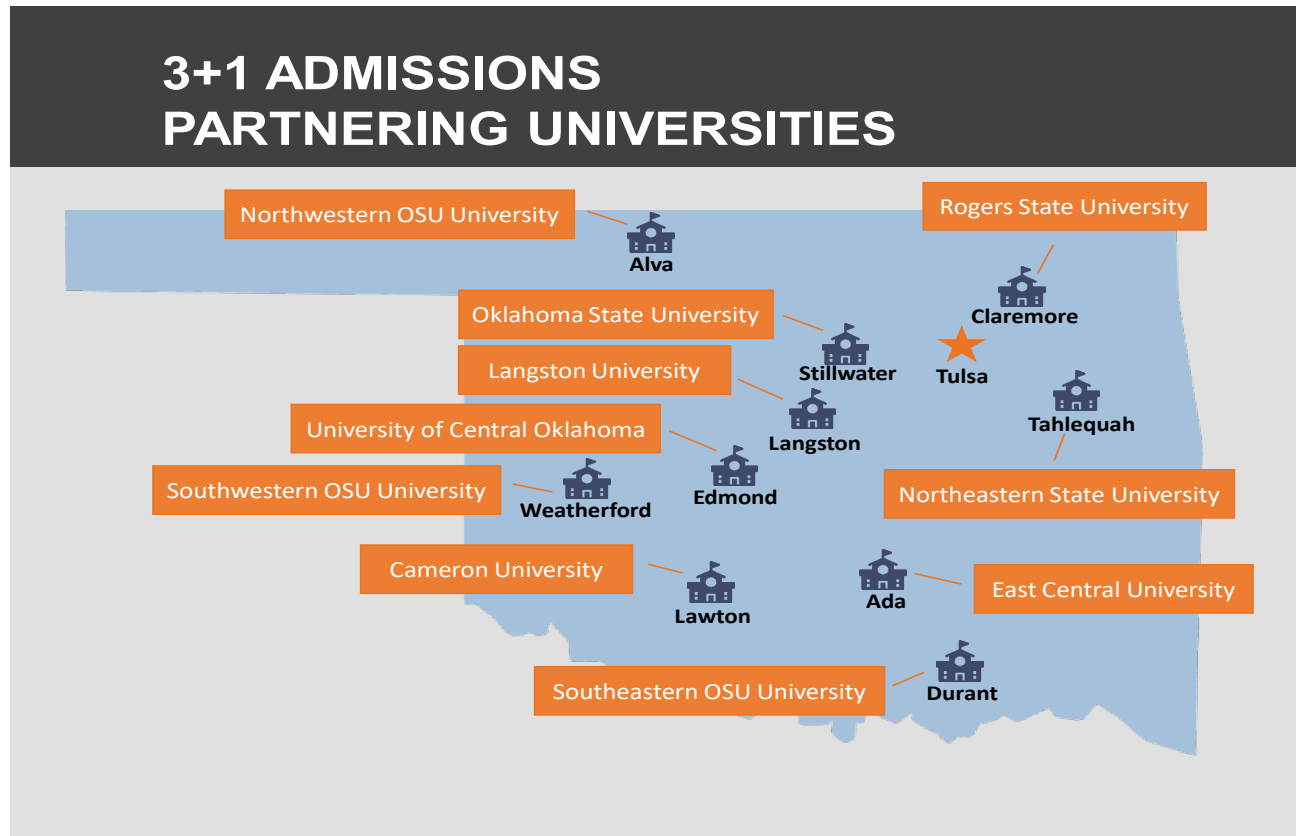 3+1 ADMISSIONS
PARTNERING UNIVERSITIES
Northwestern OSU University
Rogers State University
Alva
Claremore
Oklahoma State University
Stillwater
Tulsa
Langston University
Langston
Tahlequah
University of Central Oklahoma
Edmond
Southwestern OSU University
Weatherford
Northeastern State University
Cameron University
Lawton
Ada
East Central University
Southeastern OSU University
Durant